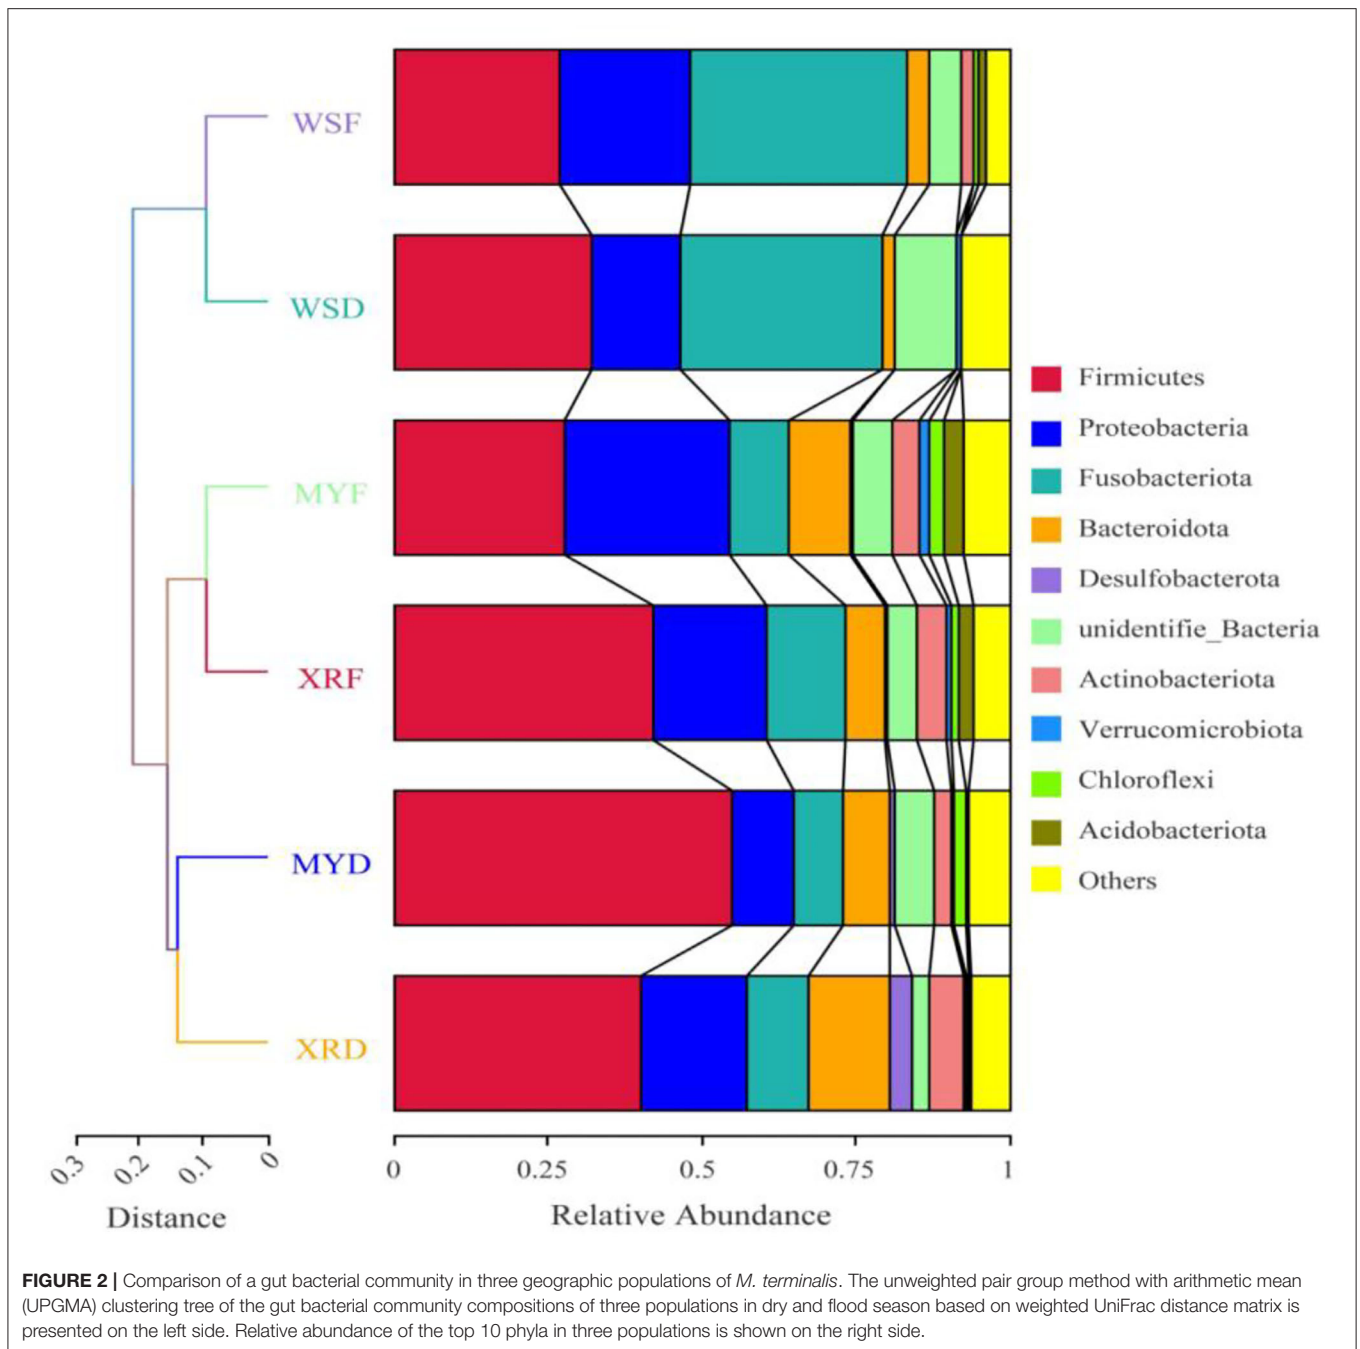 WSF
WSD
MYF
XRF
MYD
XRD
Firmicutes
Proteobacteria
Fusobacteriota
Bacteroidota
Desulfobacterota
unidentifie_Bacteria
Actinobacteriota
Verrucomicrobiota
Chloroflexi
Acidobacteriota
Others
0.3 0.2 0.1 0
Distance
0 0.25 0.5 0.75 1
Relative Abundance
FIGURE 2 | Comparison of a gut bacterial community in three geographic populations of M. terminalis. The unweighted pair group method with arithmetic mean
(UPGMA) clustering tree of the gut bacterial community compositions of three populations in dry and flood season based on weighted UniFrac distance matrix is
presented on the left side. Relative abundance of the top 10 phyla in three populations is shown on the right side.